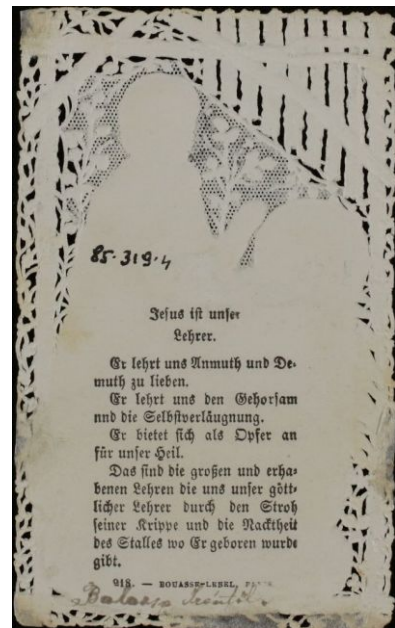 85-319-4
Jesus ist unser
Lehrer.
Er lehrt uns Anmuth und De-
muth zu lieben.
Er lehrt uns den Gehorsam
nnd die Selbstverläugnung.
Er bietet sich als Opfer an
für unser Heil.
Das sind die großen und erha-
benen Lehren die uns unser gött-
licher Lehrer durch den Stroh
seiner Krippe und die Nacktheit
des Stalles wo Er geboren wurde
gibt.
918. — BOUASSE-LEBEL,